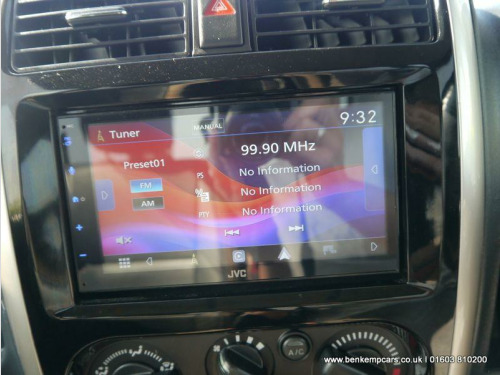 Tuner
MANUAL
9:32
99.90 MHz
Preset01
PS
No Information
FM
No Information
AM
PTY
No Information
JVC
A/C
www.benkempcars.co.uk | 01603 810200